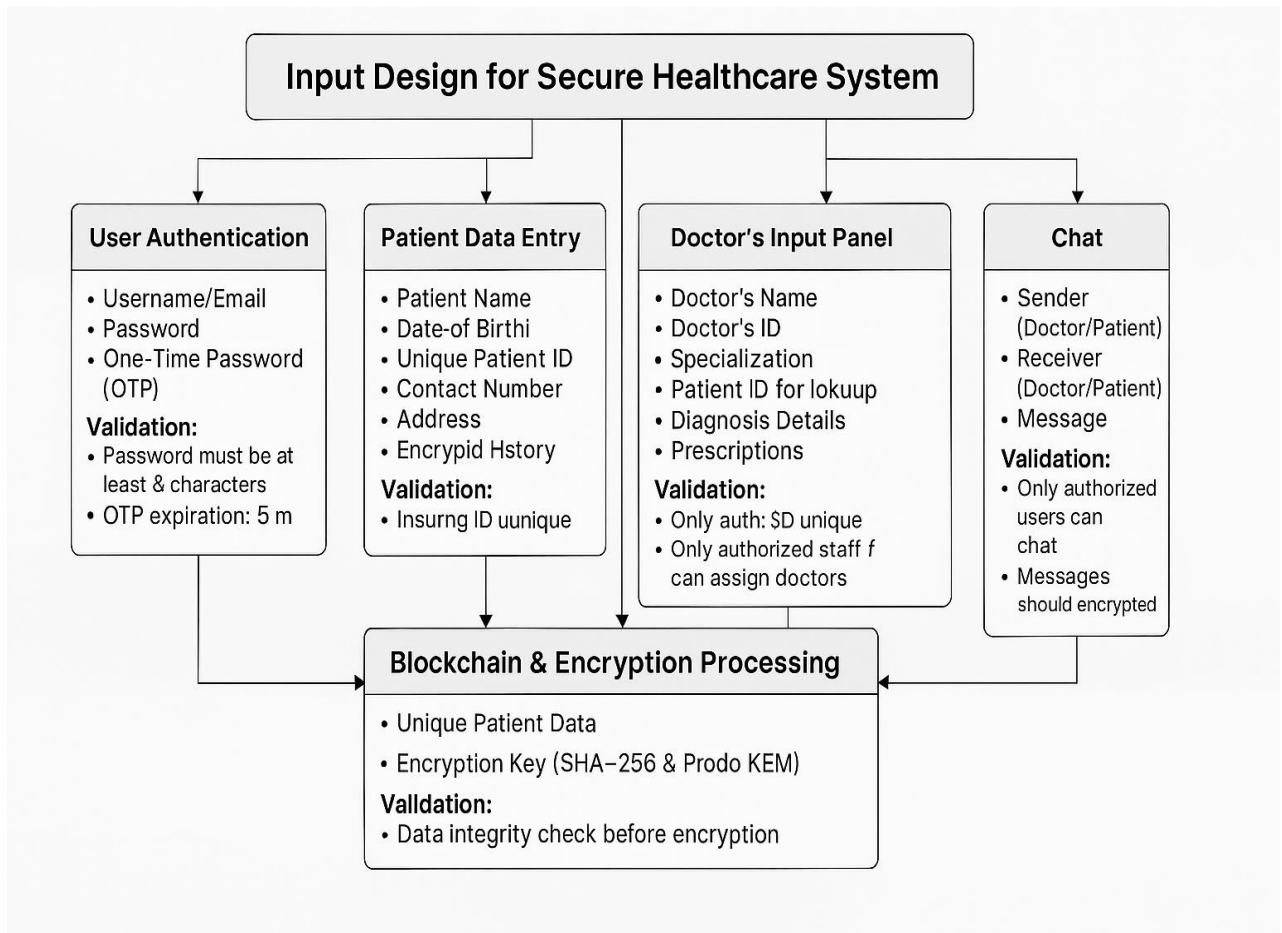 Input Design for Secure Healthcare System
User Authentication
• Username/Email
• Password
• One-Time Password
(OTP)
Validation:
• Password must be at
least & characters
• OTP expiration: 5 m
Patient Data Entry
• Patient Name
• Date-of Birthi
• Unique Patient ID
• Contact Number
• Address
• Encrypid Hstory
Validation:
• Insurng ID uunique
Doctor's Input Panel
• Doctor's Name
• Doctor's ID
• Specialization
• Patient ID for lokuup
• Diagnosis Details
• Prescriptions
Validation:
• Only auth: $D unique
• Only authorized staff f
can assign doctors
Chat
• Sender
(Doctor/Patient)
• Receiver
(Doctor/Patient)
• Message
Validation:
• Only authorized
users can
chat
• Messages
should encrypted
Blockchain & Encryption Processing
• Unique Patient Data
• Encryption Key (SHA–256 & Prodo KEM)
Valldation:
• Data integrity check before encryption